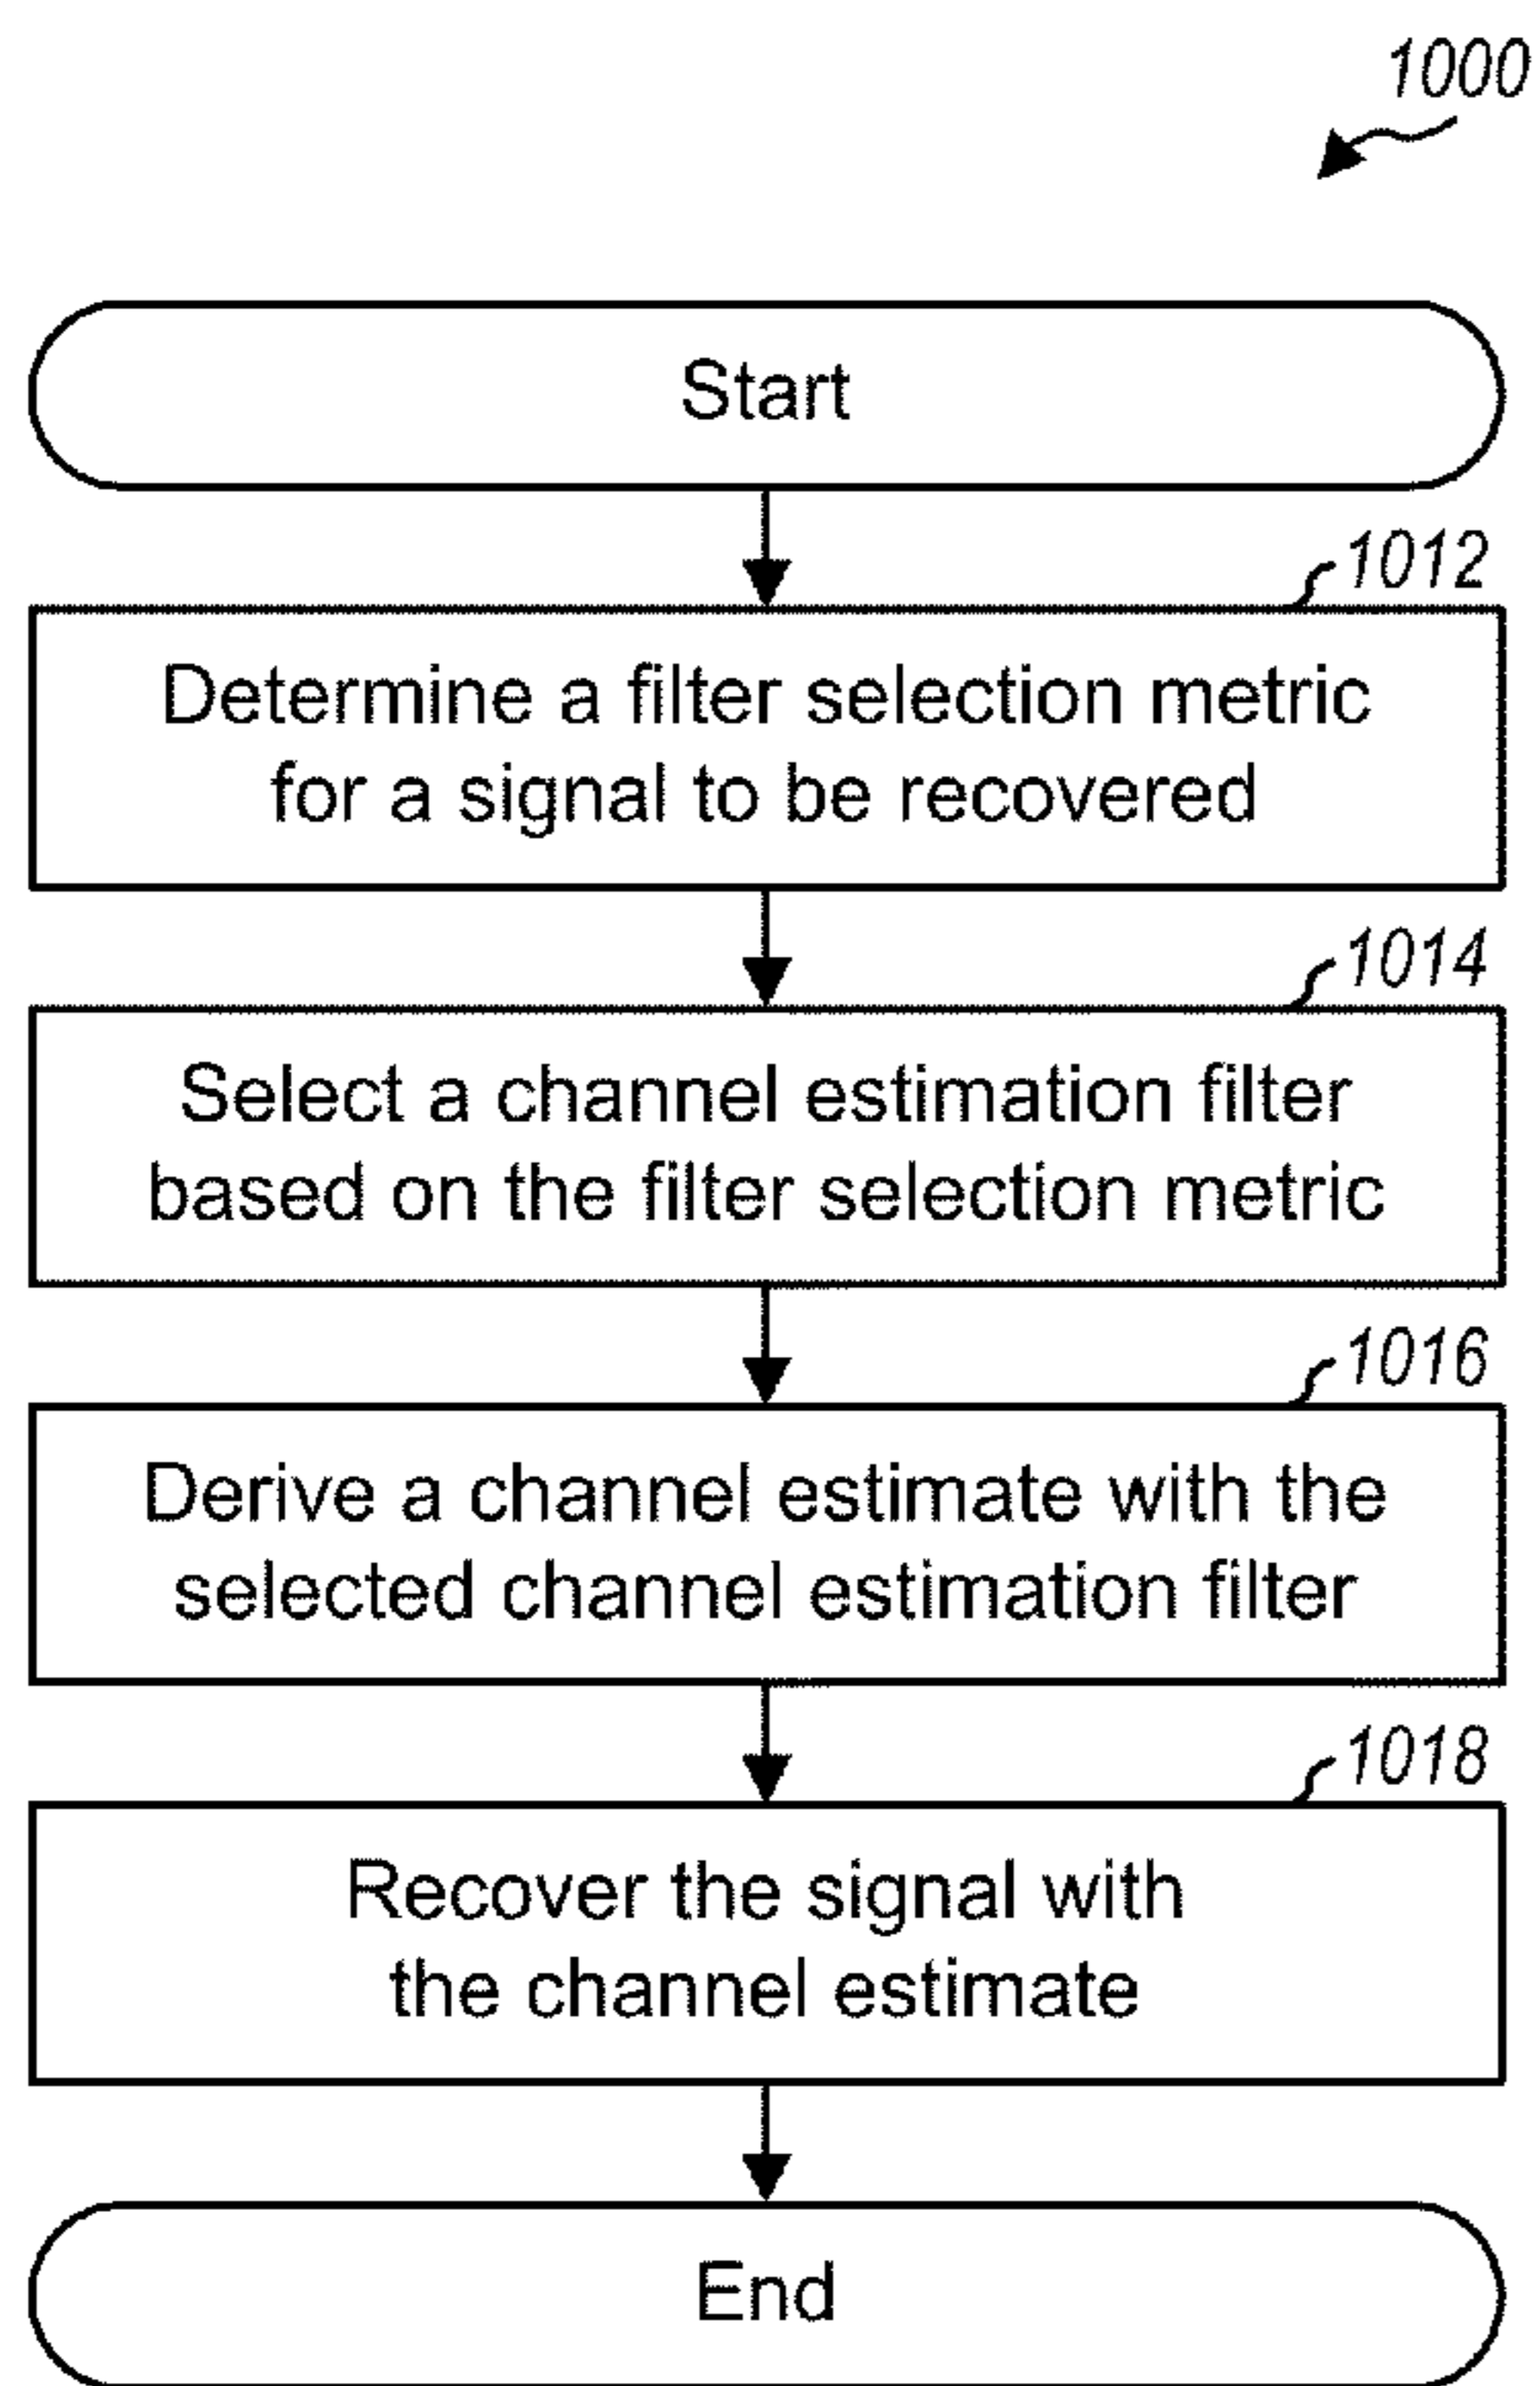 1000
Start
1012
Determine a filter selection metric
for a signal to be recovered
1014
Select a channel estimation filter
based on the filter selection metric
1016
Derive a channel estimate with the
selected channel estimation filter
1018
Recover the signal with
the channel estimate
End